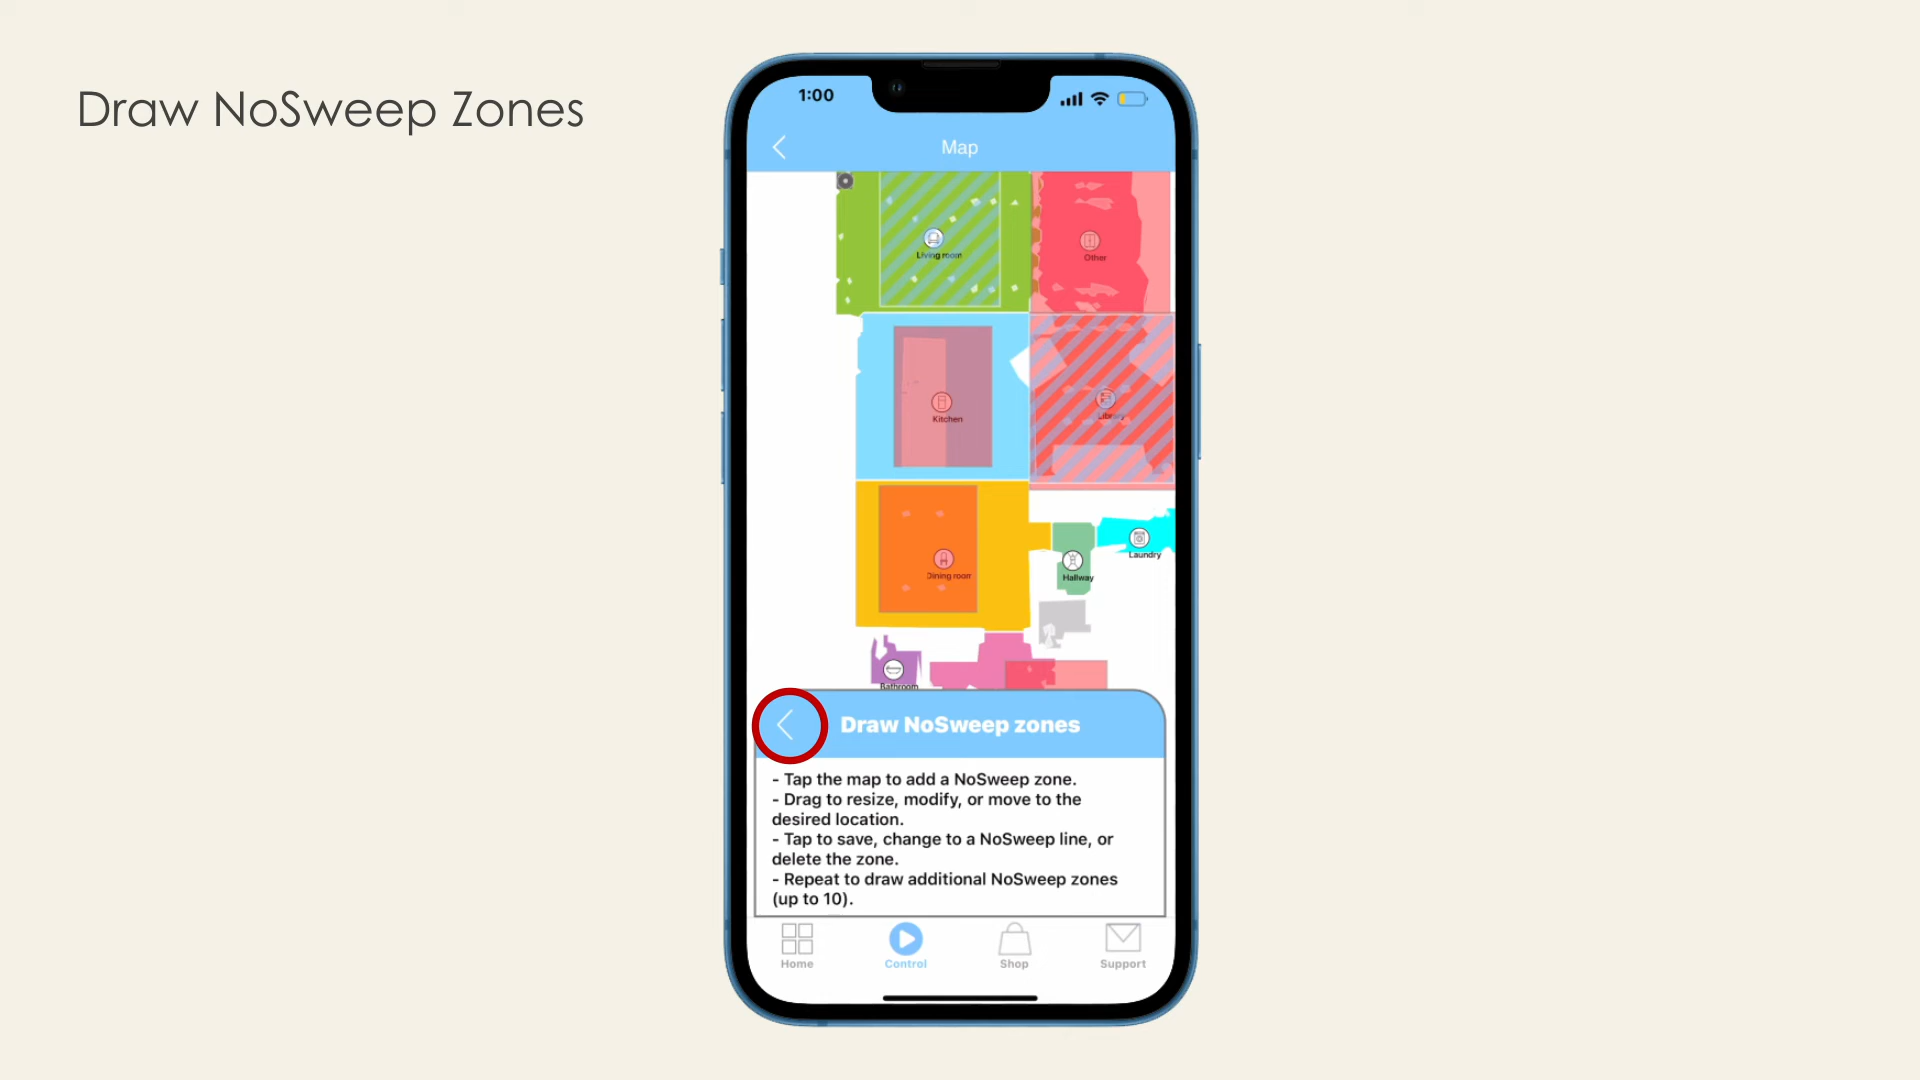 Draw NoSweep Zones
1:00
Map
Living room
Other
Kitchen
Library
Dining room
Hallway
Laundry
Bathroom
Draw NoSweep zones
- Tap the map to add a NoSweep zone.
- Drag to resize, modify, or move to the
desired location.
- Tap to save, change to a NoSweep line, or
delete the zone.
- Repeat to draw additional NoSweep zones
(up to 10).
Home
Control
Shop
Support